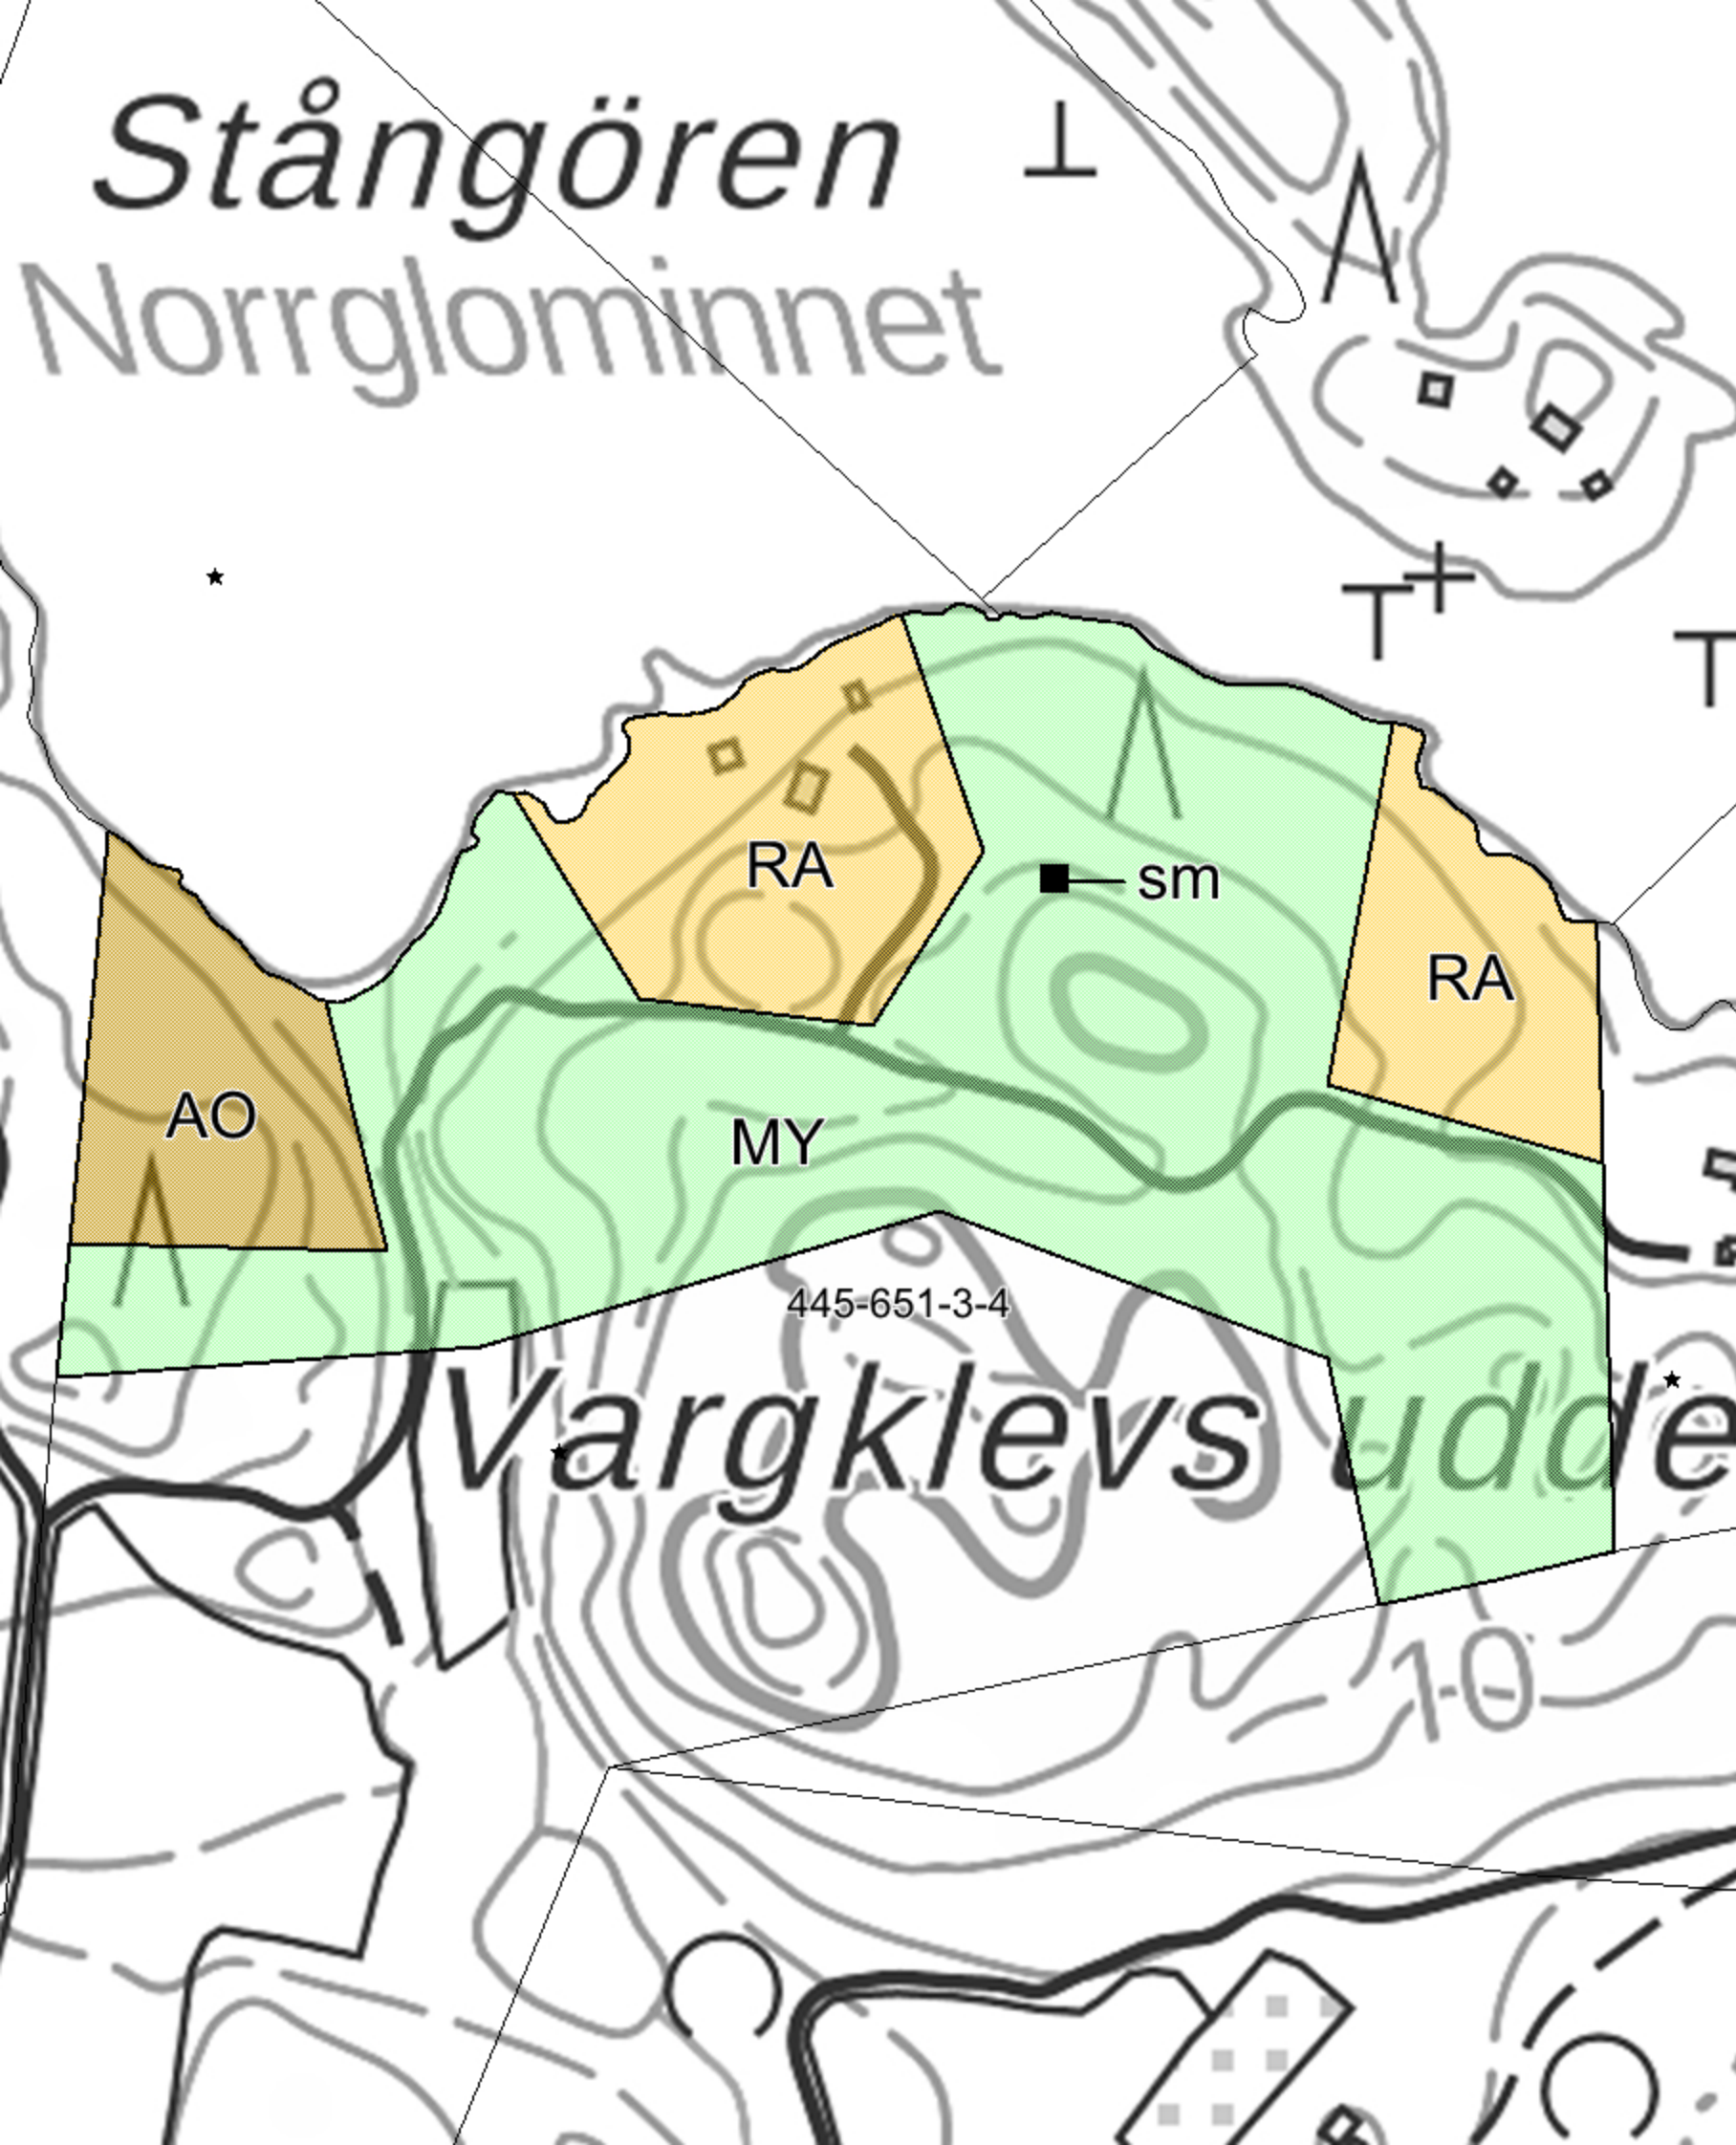 Stångören
Norrglominnet
RA
sm
RA
AO
MY
445-651-3-4
Vargklevs udde
10